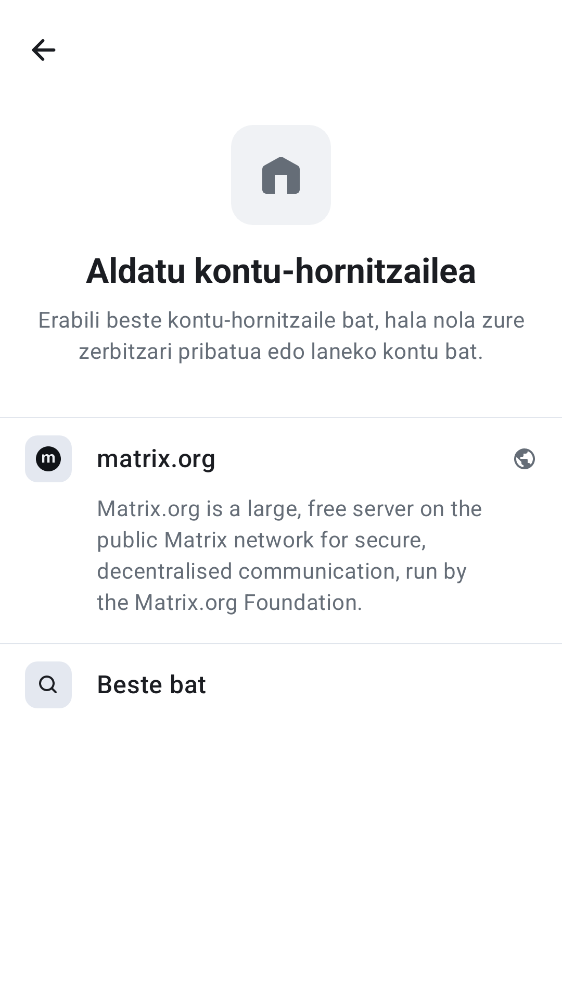 Aldatu kontu-hornitzailea
Erabili beste kontu-hornitzaile bat, hala nola zure
zerbitzari pribatua edo laneko kontu bat.
m
matrix.org
Matrix.org is a large, free server on the
public Matrix network for secure,
decentralised communication, run by
the Matrix.org Foundation.
Beste bat